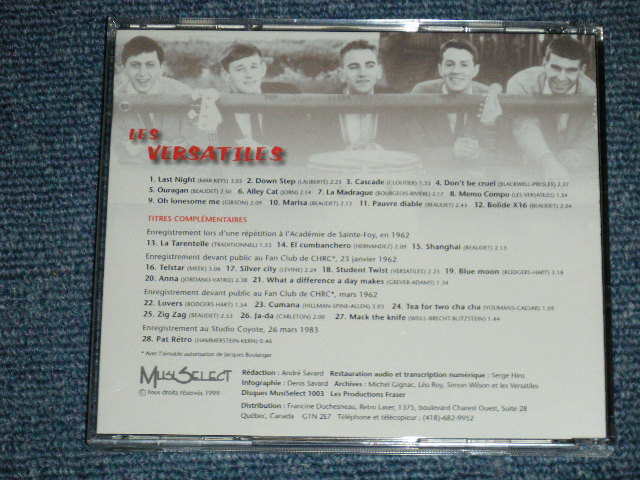 LES
VERSATILES
1. Last Night (MAR-KEYS) 3.03 2. Down Step (LALIBERTÉ) 2.23 3. Cascade (CLOUTIER) 1.33 4. Don't be cruel (BLACKWELL-PRESLEY) 2.27
5. Ouragan (BEAUDET) 2.50 6. Alley Cat (JORN) 2.14 7. La Madrague (BOURGEOIS-RIVIÈRE) 2.17 8. Memo Compo (LES VERSATILES) 1.54
9. Oh lonesome me (GIBSON) 2.09 10. Marisa (BEAUDET) 2.13 11. Pauvre diable (BEAUDET) 2.43 12. Bolide X16 (BEAUDET) 2.04
TITRES COMPLÉMENTAIRES
Enregistrement lors d'une répétition à l'Académie de Sainte-Foy, en 1962
13. La Tarentelle (TRADITIONNEL) 1.53 14. El cumbanchero (HERNANDEZ) 2.09 15. Shanghai (BEAUDET) 2.13
Enregistrement devant public au Fan Club de CHRC*, 23 janvier 1962
16. Telstar (MEEK) 3.06 17. Silver city (LEVINE) 2.24 18. Student Twist (VERSATILES) 2.23 19. Blue moon (RODGERS-HART) 3.18
20. Anna (JORDANO-VATRO) 2.38 21. What a difference a day makes (GREVER-ADAMS) 1.34
Enregistrement devant public au Fan Club de CHRC*, mars 1962
22. Lovers (RODGERS-HART) 1.34 23. Cumana (HILLMAN-SPINE-ALLEN) 3.03 24. Tea for two cha cha (YOUMANS-CAESAR) 1.59
25. Zig Zag (BEAUDET) 2.53 26. Ja-da (CARLETON) 2.00 27. Mack the knife (WEILL-BRECHT-BLITZSTEIN) 1.44
Enregistrement au Studio Coyote, 26 mars 1983
28. Pat Rétro (HAMMERSTEIN-KERN) 0.46
* Avec l'aimable autorisation de Jacques Boulanger
MUSISELECT
© Tous droits réservés 1999
Rédaction : André Savard Restauration audio et transcription numérique : Serge Hins
Infographie : Denis Savard Archives : Michel Gignac, Léo Roy, Simon Wilson et les Versatiles
Disques MusiSelect 1003 Les Productions Fraser
Distribution : Francine Duchesneau, Rétro Laser, 1375, boulevard Charest Ouest, Suite 28
Québec, Canada G1N 2E7 Téléphone et télécopieur : (418)-682-9952